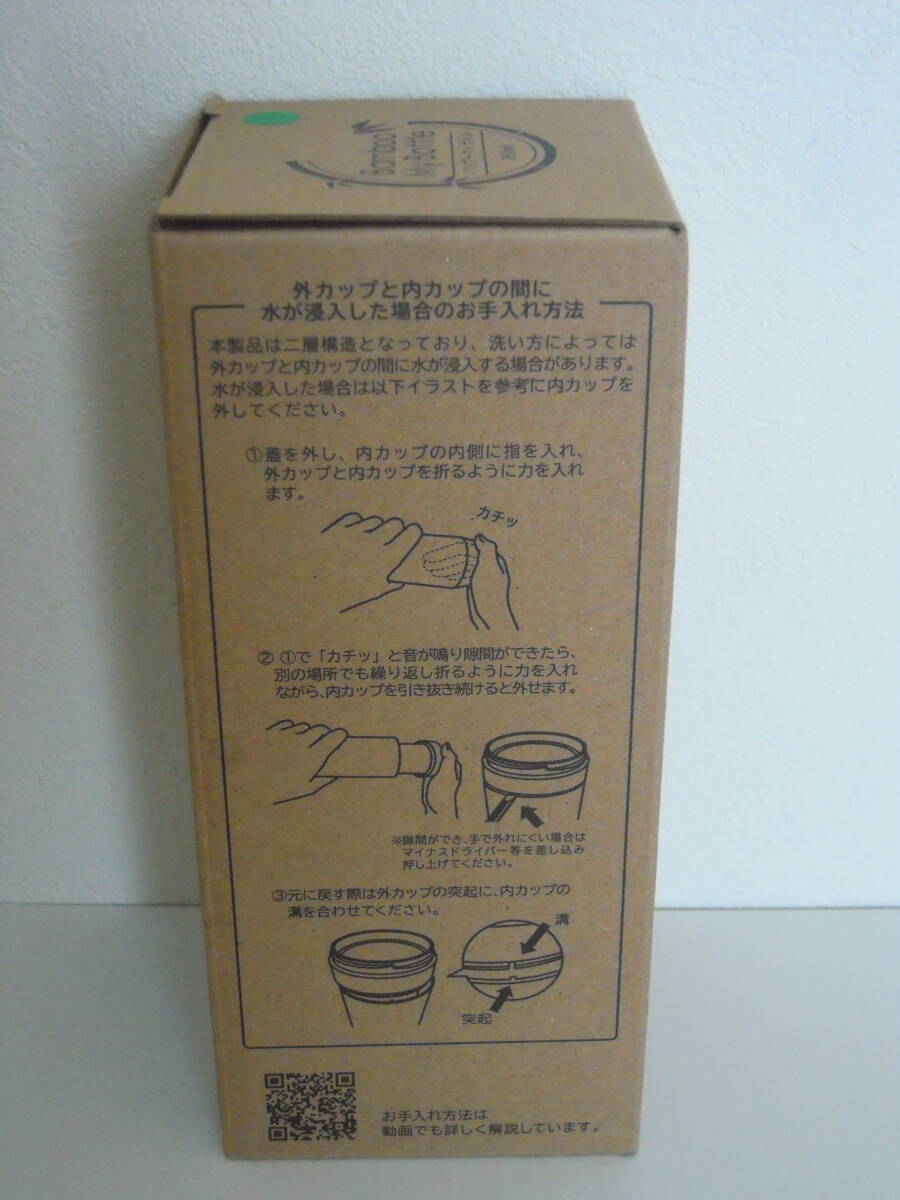 Bamboo
My Bottle
バンブーマイボトル
外カップと内カップの間に
水が浸入した場合のお手入れ方法
本製品は二層構造となっており、洗い方によっては
外カップと内カップの間に水が浸入する場合があります。
水が浸入した場合は以下イラストを参考に内カップを
外してください。
①蓋を外し、内カップの内側に指を入れ、
外カップと内カップを折るように力を入れ
ます。
カチッ
② ①で「カチッ」と音が鳴り隙間ができたら、
別の場所でも繰り返し折るように力を入れ
ながら、内カップを引き抜き続けると外せます。
※隙間ができ、手で外れにくい場合は
マイナスドライバー等を差し込み
押し上げてください。
③元に戻す際は外カップの突起に、内カップの
溝を合わせてください。
溝
突起
お手入れ方法は
動画でも詳しく解説しています。